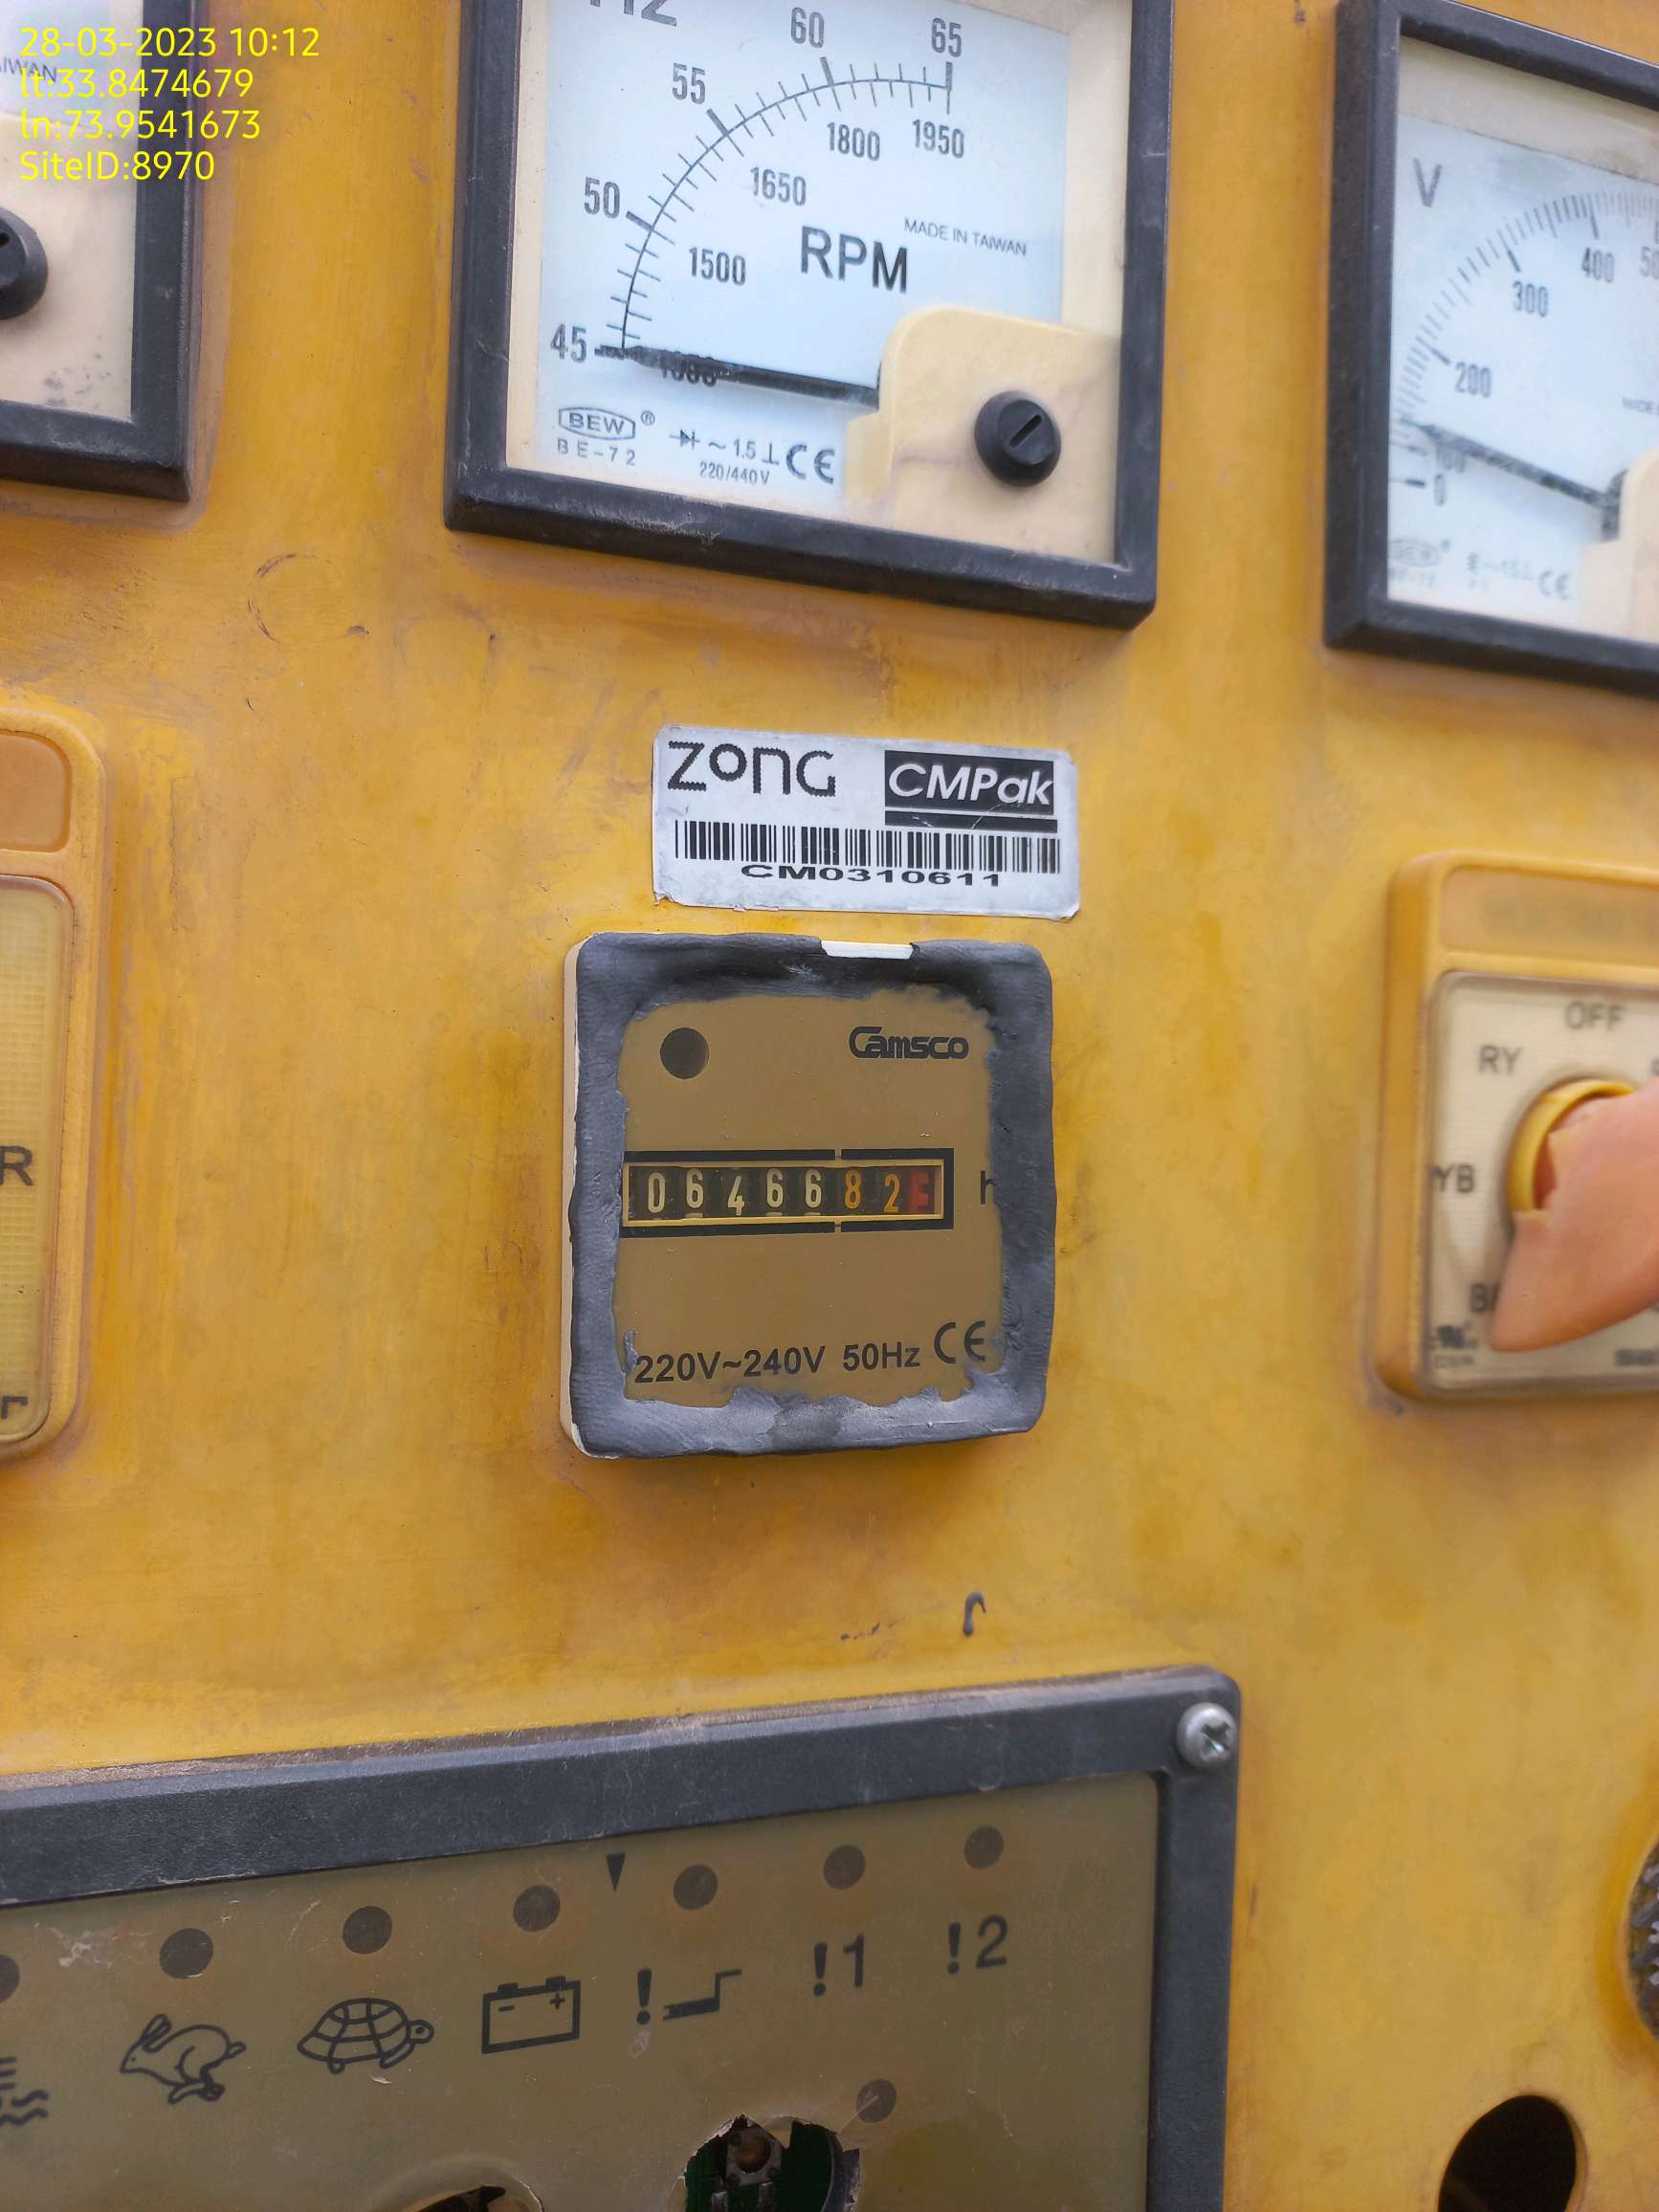 28-03-2023 10:12
lt:33.8474679
ln:73.9541673
SiteID:8970
Hz
45 50 55 60 65
1500 1650 1800 1950
RPM
MADE IN TAIWAN
BEW®
BE-72
~1.5
220/440V
CE
V
0 200 300 400
CE
ZONG CMPak
CM0310611
Camsco
0646682
h
220V~240V 50Hz CE
OFF
RY
YB
R
!
!1
!2